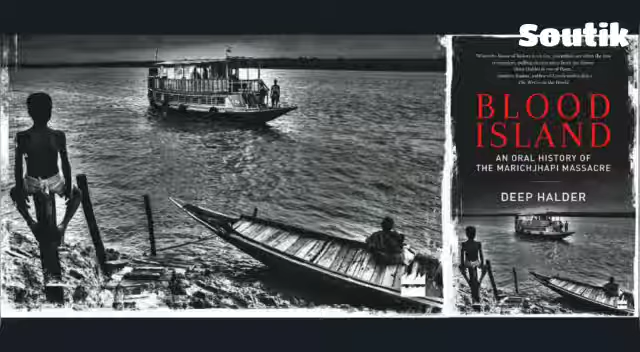 Soutik
BLOOD
ISLAND
AN ORAL HISTORY OF
THE MARICHJHAPI MASSACRE
DEEP HALDER